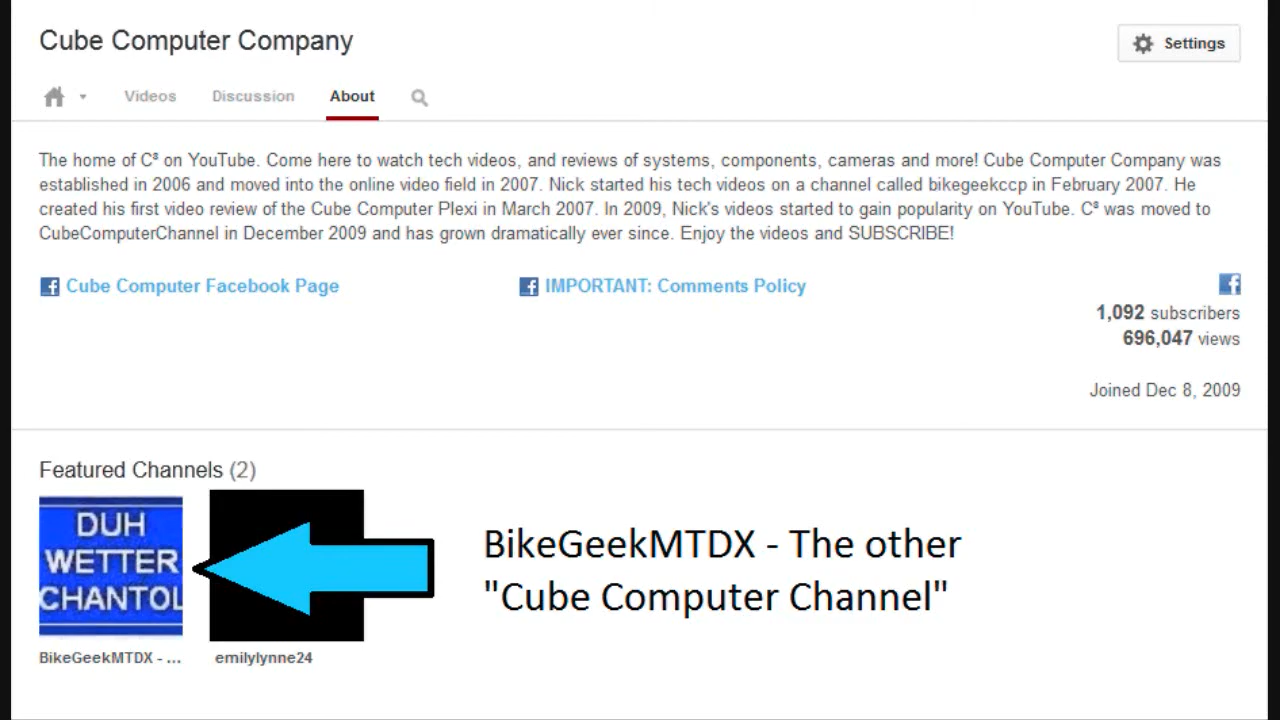 Cube Computer Company
Settings
Videos Discussion About
The home of C³ on YouTube. Come here to watch tech videos, and reviews of systems, components, cameras and more! Cube Computer Company was
established in 2006 and moved into the online video field in 2007. Nick started his tech videos on a channel called bikegeekccp in February 2007. He
created his first video review of the Cube Computer Plexi in March 2007. In 2009, Nick's videos started to gain popularity on YouTube. C³ was moved to
CubeComputerChannel in December 2009 and has grown dramatically ever since. Enjoy the videos and SUBSCRIBE!
Cube Computer Facebook Page
IMPORTANT: Comments Policy
1,092 subscribers
696,047 views
Joined Dec 8, 2009
Featured Channels (2)
DUH
WETTER
CHANTOL
BikeGeekMTDX - The other
"Cube Computer Channel"
BikeGeekMTDX - ...
emilylynne24